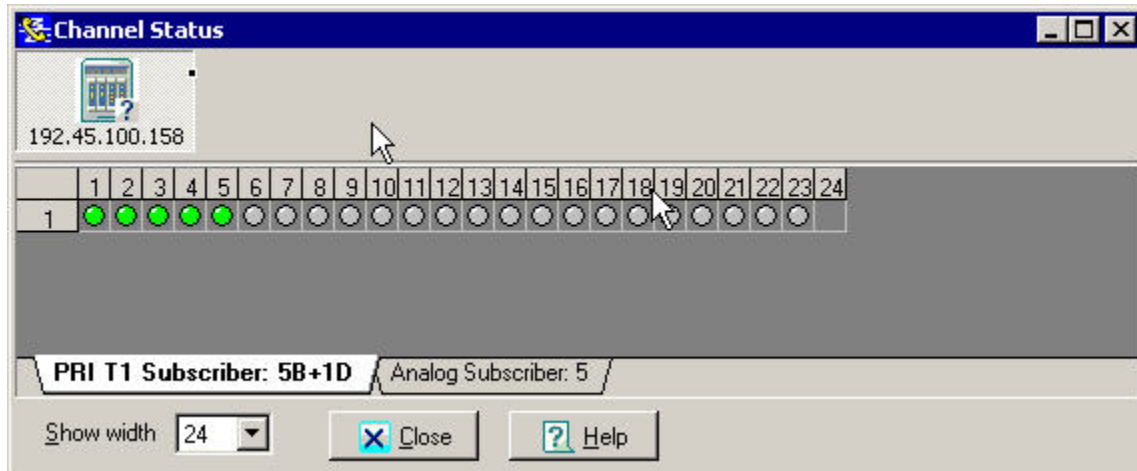 Channel Status
?
192.45.100.158
1 2 3 4 5 6 7 8 9 10 11 12 13 14 15 16 17 18 19 20 21 22 23 24
1
PRI T1 Subscriber: 5B+1D Analog Subscriber: 5
Show width 24 Close ? Help